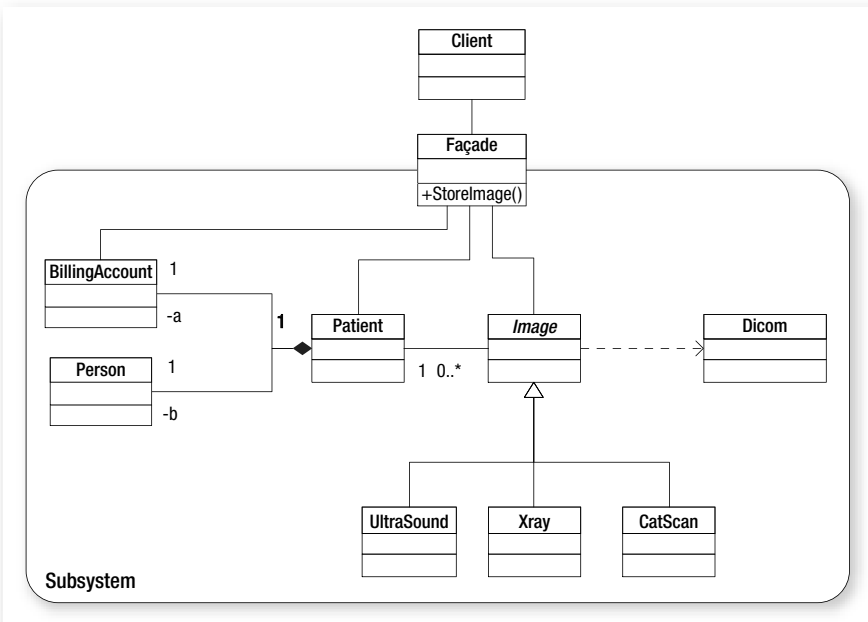 Client
Façade
+StoreImage()
BillingAccount
1
-a
1
Patient
Image
Dicom
Person
1
-b
1 0..*
UltraSound
Xray
CatScan
Subsystem